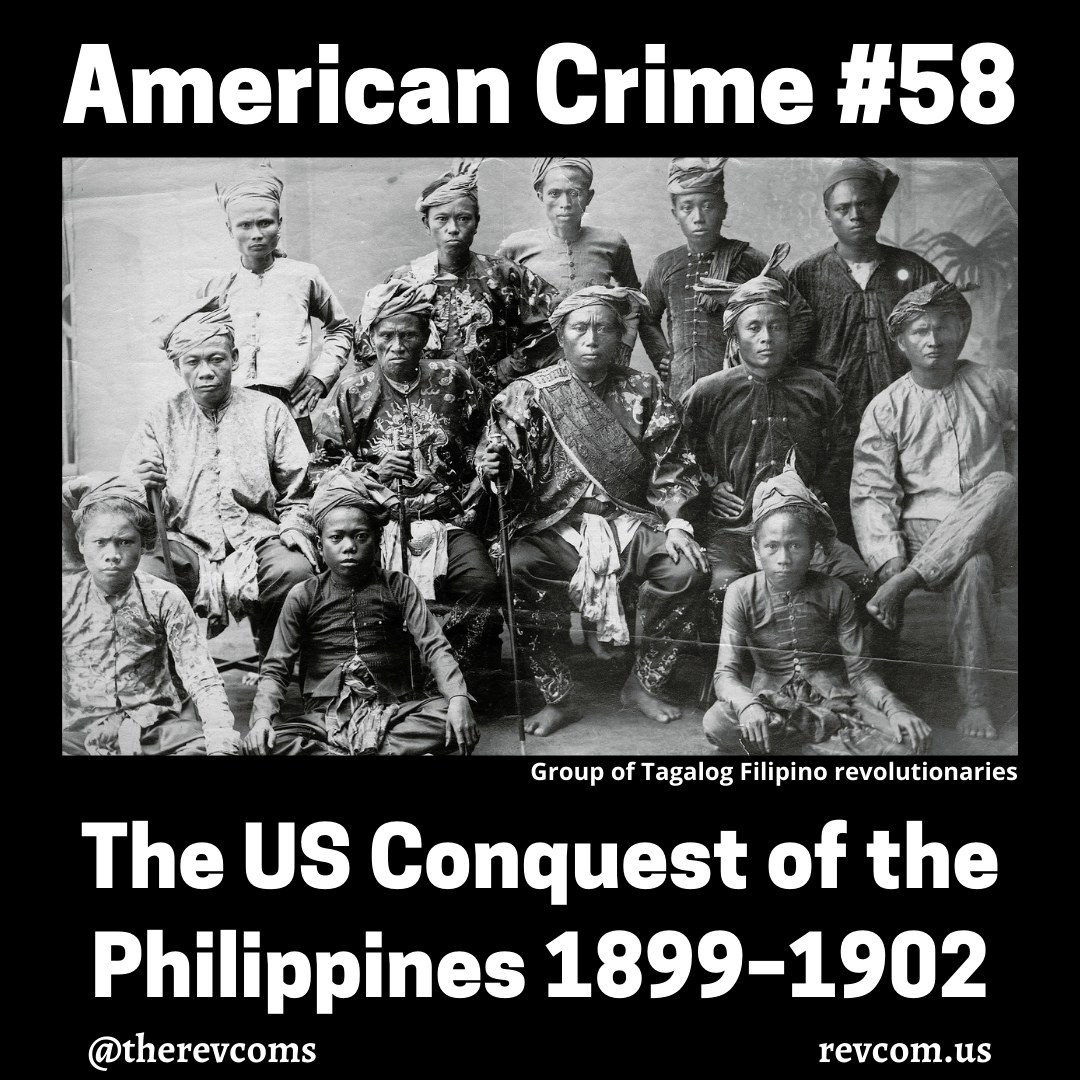 American Crime #58
Group of Tagalog Filipino revolutionaries
The US Conquest of the
Philippines 1899–1902
@therevcoms
revcom.us